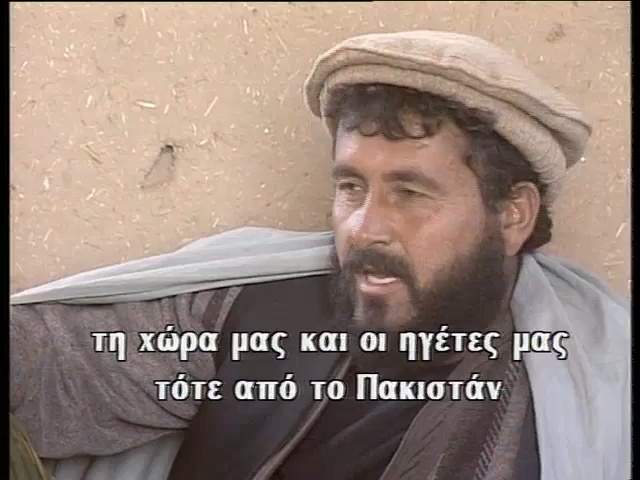 τη χώρα μας και οι ηγέτες μας
τότε από το Πακιστάν